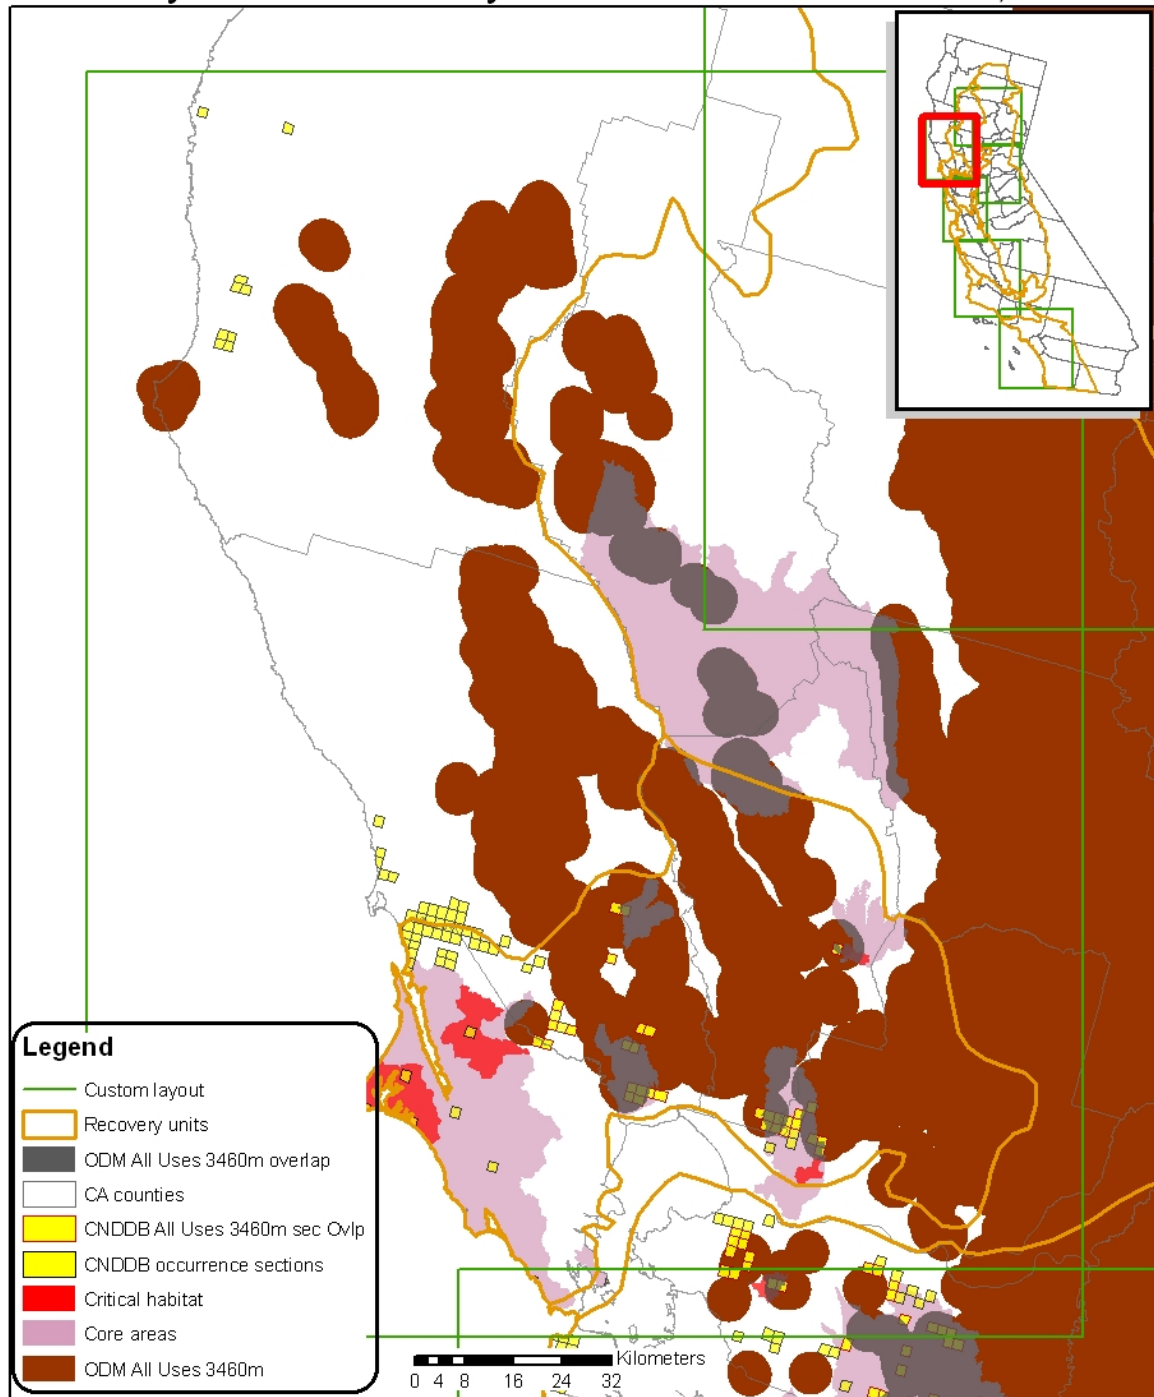 Legend
Custom layout
Recovery units
ODM All Uses 3460m overlap
CA counties
CNDDB All Uses 3460m sec Ovlp
CNDDB occurrence sections
Critical habitat
Core areas
ODM All Uses 3460m
Kilometers
0 4 8 16 24 32